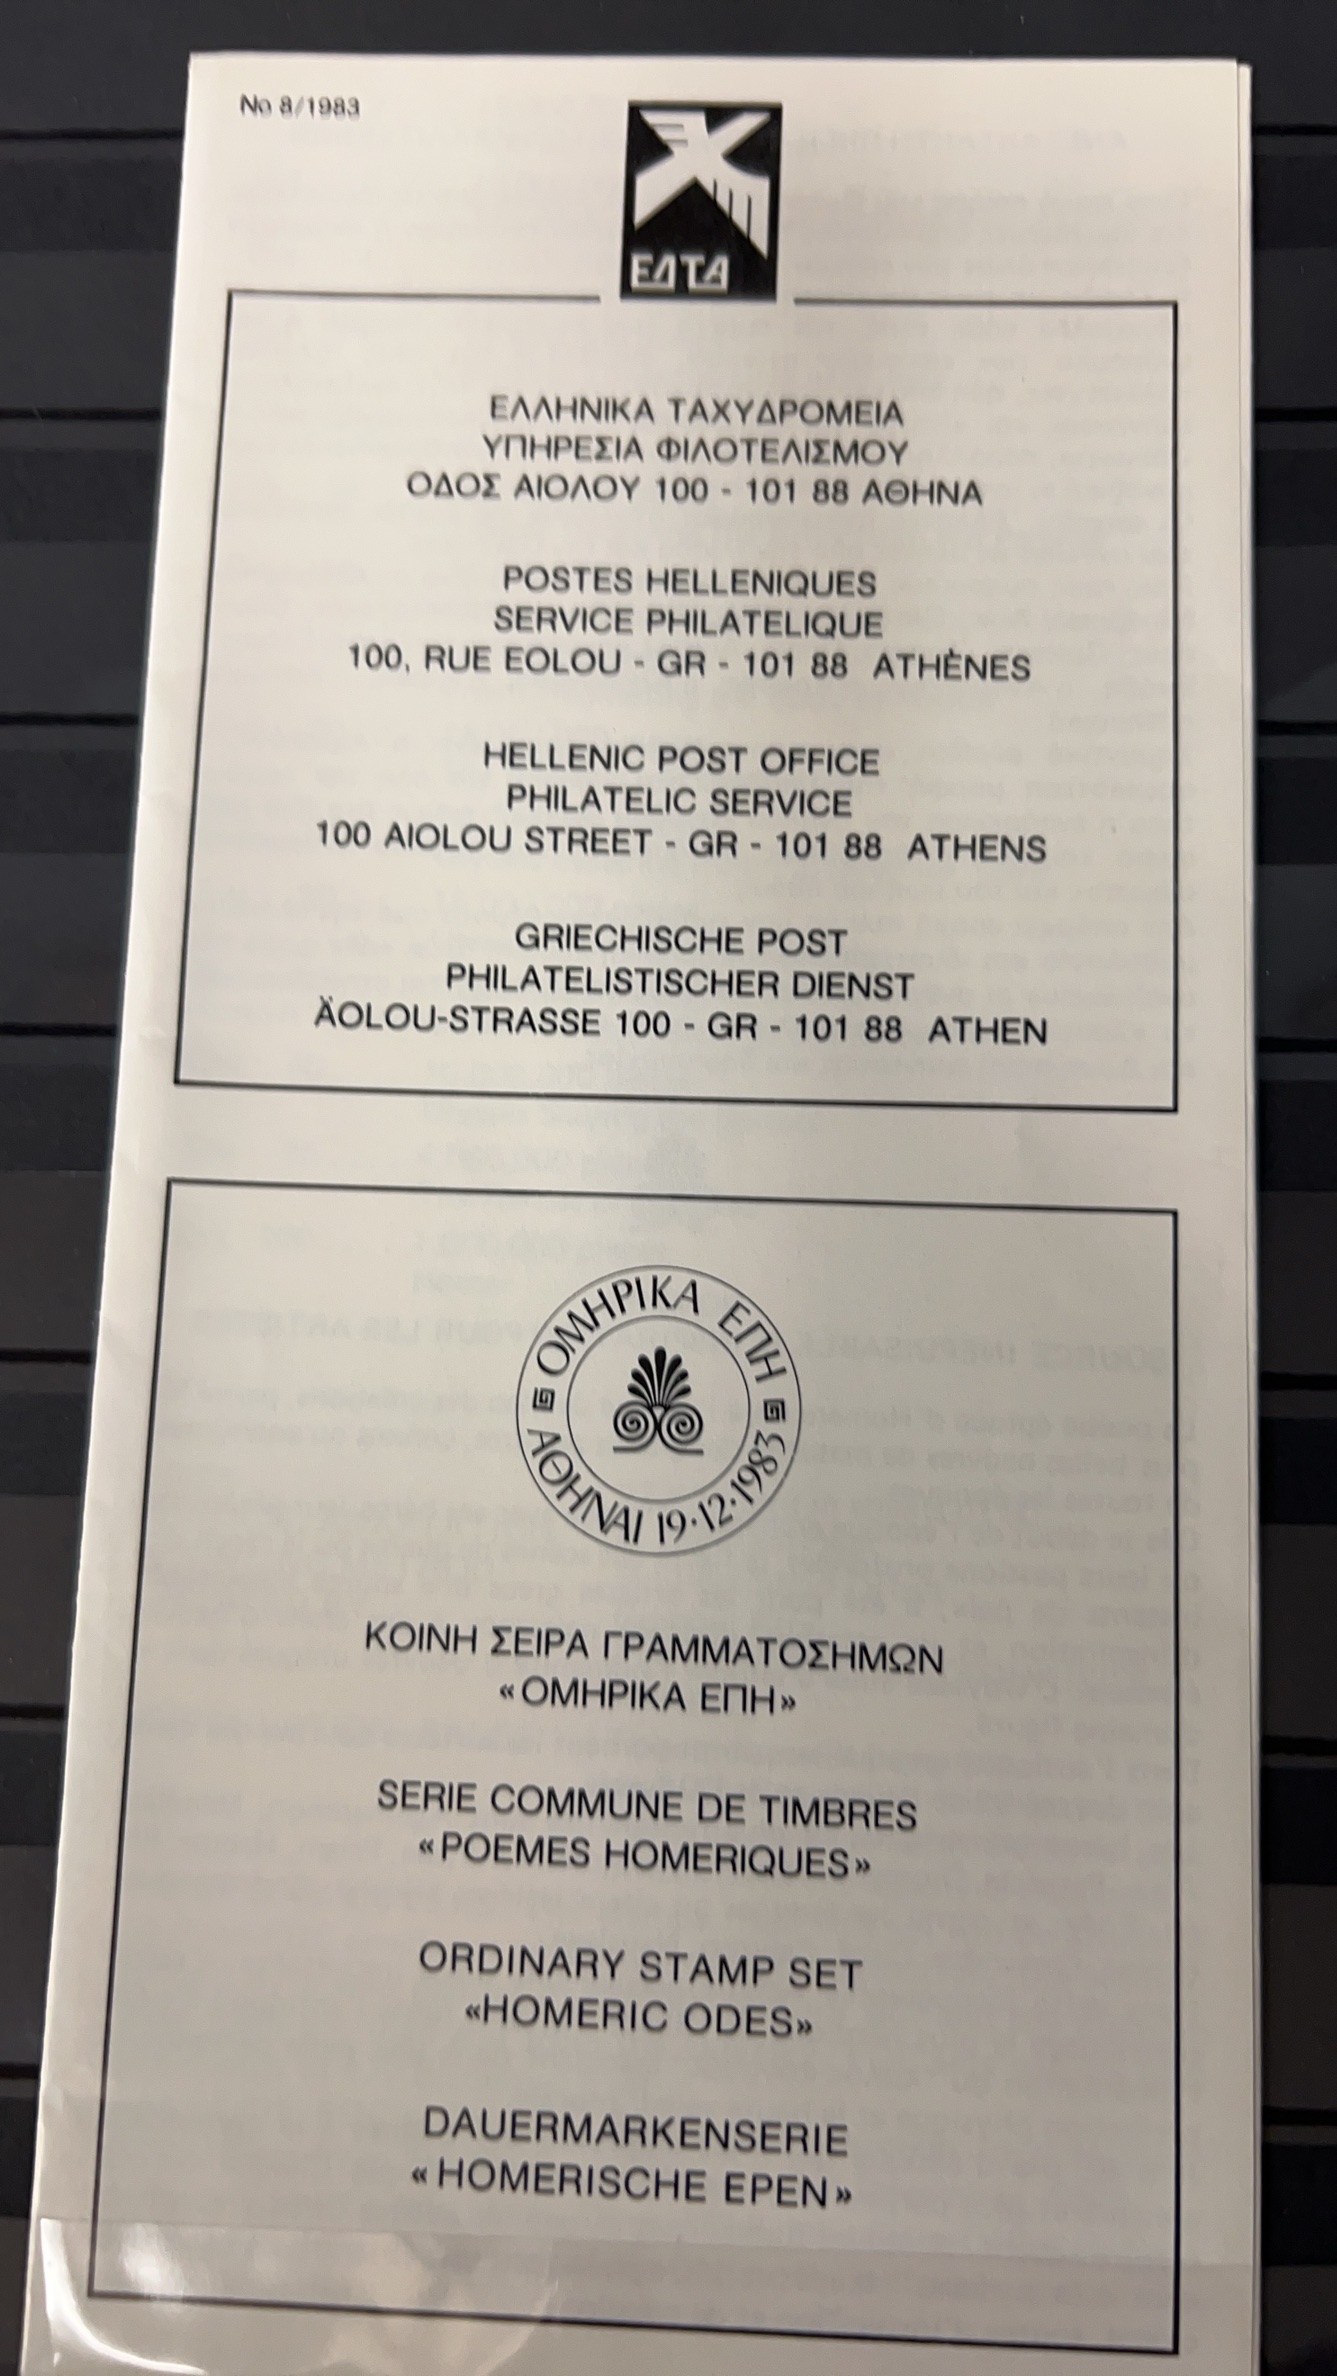 No 8/1983
ΕΛΤΑ
ΕΛΛΗΝΙΚΑ ΤΑΧΥΔΡΟΜΕΙΑ
ΥΠΗΡΕΣΙΑ ΦΙΛΟΤΕΛΙΣΜΟΥ
ΟΔΟΣ ΑΙΟΛΟΥ 100 - 101 88 ΑΘΗΝΑ
POSTES HELLENIQUES
SERVICE PHILATELIQUE
100, RUE EOLOU - GR - 101 88 ATHÈNES
HELLENIC POST OFFICE
PHILATELIC SERVICE
100 AIOLOU STREET - GR - 101 88 ATHENS
GRIECHISCHE POST
PHILATELISTISCHER DIENST
ÄOLOU-STRASSE 100 - GR - 101 88 ATHEN
ΟΜΗΡΙΚΑ ΕΠΗ
ΑΘΗΝΑΙ 19·12·1983
ΚΟΙΝΗ ΣΕΙΡΑ ΓΡΑΜΜΑΤΟΣΗΜΩΝ
«ΟΜΗΡΙΚΑ ΕΠΗ»
SERIE COMMUNE DE TIMBRES
«POEMES HOMERIQUES»
ORDINARY STAMP SET
«HOMERIC ODES»
DAUERMARKENSERIE
«HOMERISCHE EPEN»